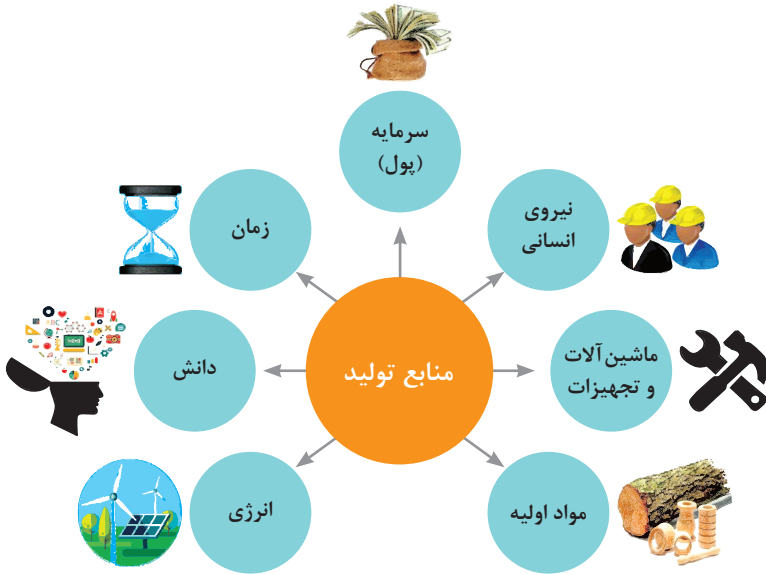 سرمایه
(پول)
نیروی
انسانی
زمان
ماشین‌آلات
و تجهیزات
منابع تولید
دانش
مواد اولیه
انرژی